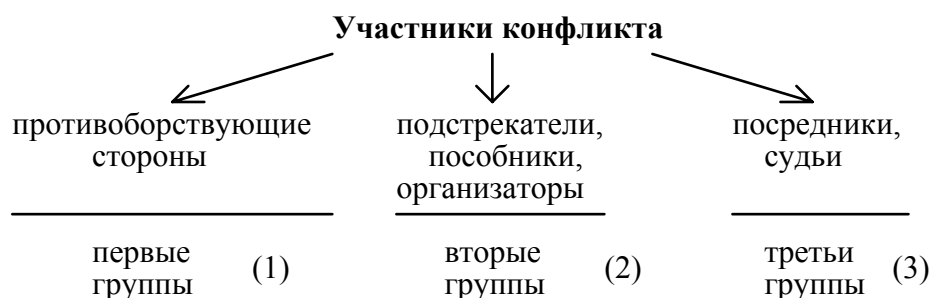 Участники конфликта
противоборствующие
стороны
подстрекатели,
пособники,
организаторы
посредники,
судьи
первые
группы (1)
вторые
группы (2)
третьи
группы (3)